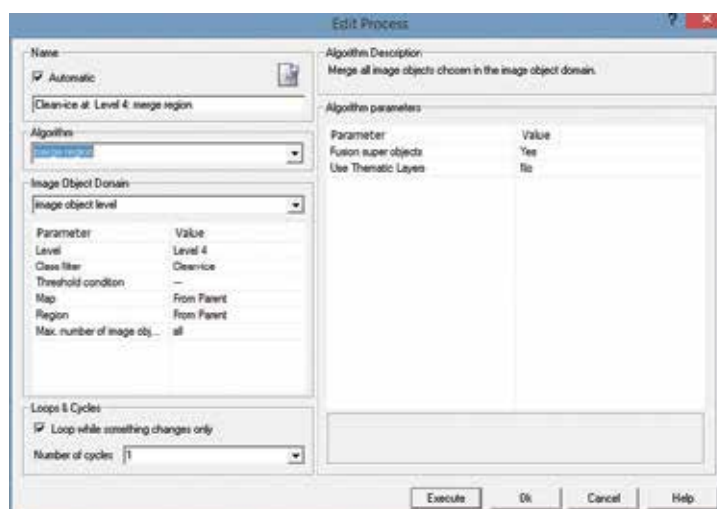 Edit Process
?
Name
Automatic
Clean-ice at Level 4: merge region
Algorithm
merge region
Image Object Domain
image object level
Parameter Value
Level Level 4
Class filter Clean-ice
Threshold condition ---
Map From Parent
Region From Parent
Max. number of image obj... all
Loops & Cycles
Loop while something changes only
Number of cycles 1
Algorithm Description
Merge all image objects chosen in the image object domain.
Algorithm parameters
Parameter Value
Fusion super objects Yes
Use Thematic Layers No
Execute Ok Cancel Help